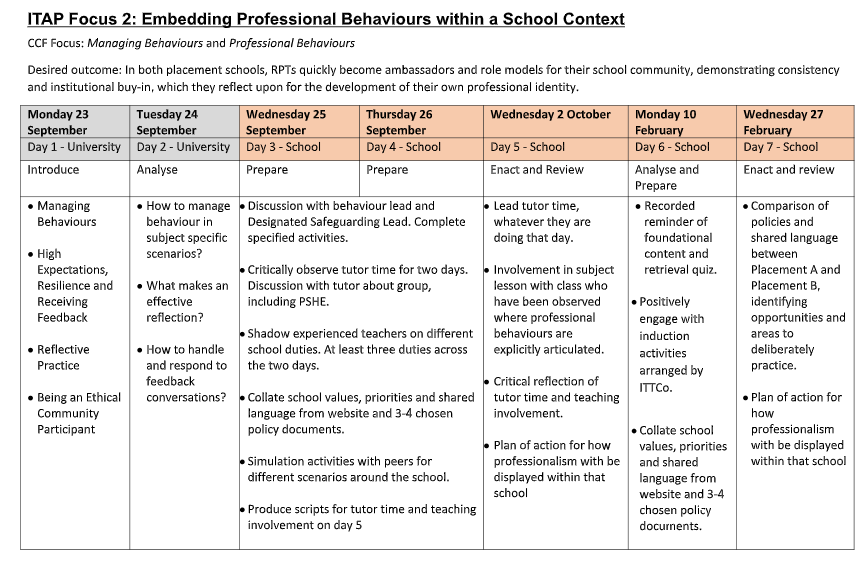 ITAP Focus 2: Embedding Professional Behaviours within a School Context
CCF Focus: Managing Behaviours and Professional Behaviours
Desired outcome: In both placement schools, RPTs quickly become ambassadors and role models for their school community, demonstrating consistency
and institutional buy-in, which they reflect upon for the development of their own professional identity.
Monday 23
September
Tuesday 24
September
Wednesday 25
September
Thursday 26
September
Wednesday 2 October
Monday 10
February
Wednesday 27
February
Day 1 - University
Day 2 - University
Day 3 - School
Day 4 - School
Day 5 - School
Day 6 - School
Day 7 - School
Introduce
Analyse
Prepare
Prepare
Enact and Review
Analyse and
Prepare
Enact and review
• Managing
Behaviours
• High
Expectations,
Resilience and
Receiving
Feedback
• Reflective
Practice
• Being an Ethical
Community
Participant
• How to manage
behaviour in
subject specific
scenarios?
• What makes an
effective
reflection?
• How to handle
and respond to
feedback
conversations?
• Discussion with behaviour lead and
Designated Safeguarding Lead. Complete
specified activities.
• Critically observe tutor time for two days.
Discussion with tutor about group,
including PSHE.
• Shadow experienced teachers on different
school duties. At least three duties across
the two days.
• Collate school values, priorities and shared
language from website and 3-4 chosen
policy documents.
• Simulation activities with peers for
different scenarios around the school.
• Produce scripts for tutor time and teaching
involvement on day 5
• Lead tutor time,
whatever they are
doing that day.
• Involvement in subject
lesson with class who
have been observed
where professional
behaviours are
explicitly articulated.
• Critical reflection of
tutor time and teaching
involvement.
• Plan of action for how
professionalism with be
displayed within that
school
• Recorded
reminder of
foundational
content and
retrieval quiz.
• Positively
engage with
induction
activities
arranged by
ITTCo.
• Collate school
values, priorities
and shared
language from
website and 3-4
chosen policy
documents.
• Comparison of
policies and
shared language
between
Placement A and
Placement B,
identifying
opportunities and
areas to
deliberately
practice.
• Plan of action for
how
professionalism
with be displayed
within that school